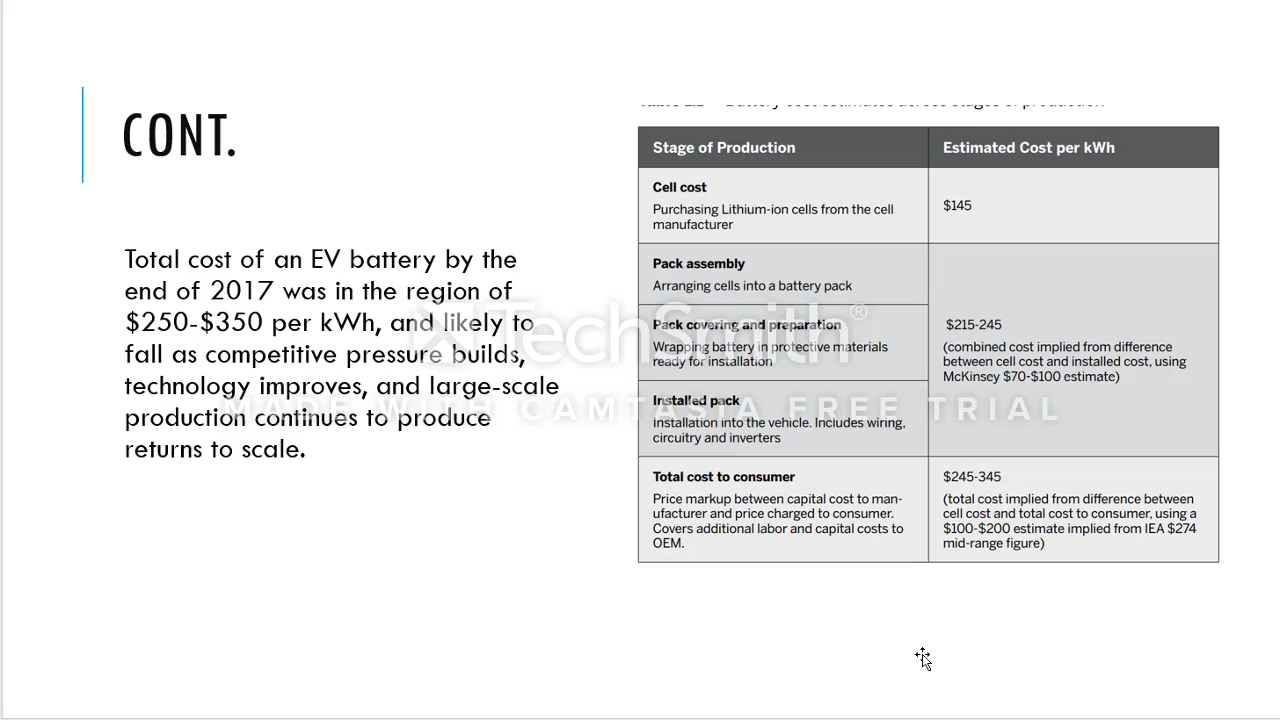 CONT.
Total cost of an EV battery by the
end of 2017 was in the region of
$250-$350 per kWh, and likely to
fall as competitive pressure builds,
technology improves, and large-scale
production continues to produce
returns to scale.
Battery cost estimates across stages of production
Stage of Production
Estimated Cost per kWh
Cell cost
Purchasing Lithium-ion cells from the cell
manufacturer
$145
Pack assembly
Arranging cells into a battery pack
Pack covering and preparation
Wrapping battery in protective materials
ready for installation
Installed pack
Installation into the vehicle. Includes wiring,
circuitry and inverters
$215-245
(combined cost implied from difference
between cell cost and installed cost, using
McKinsey $70-$100 estimate)
Total cost to consumer
Price markup between capital cost to man-
ufacturer and price charged to consumer.
Covers additional labor and capital costs to
OEM.
$245-345
(total cost implied from difference between
cell cost and total cost to consumer, using a
$100-$200 estimate implied from IEA $274
mid-range figure)
TechSmith®
MADE WITH CAMTASIA FREE TRIAL